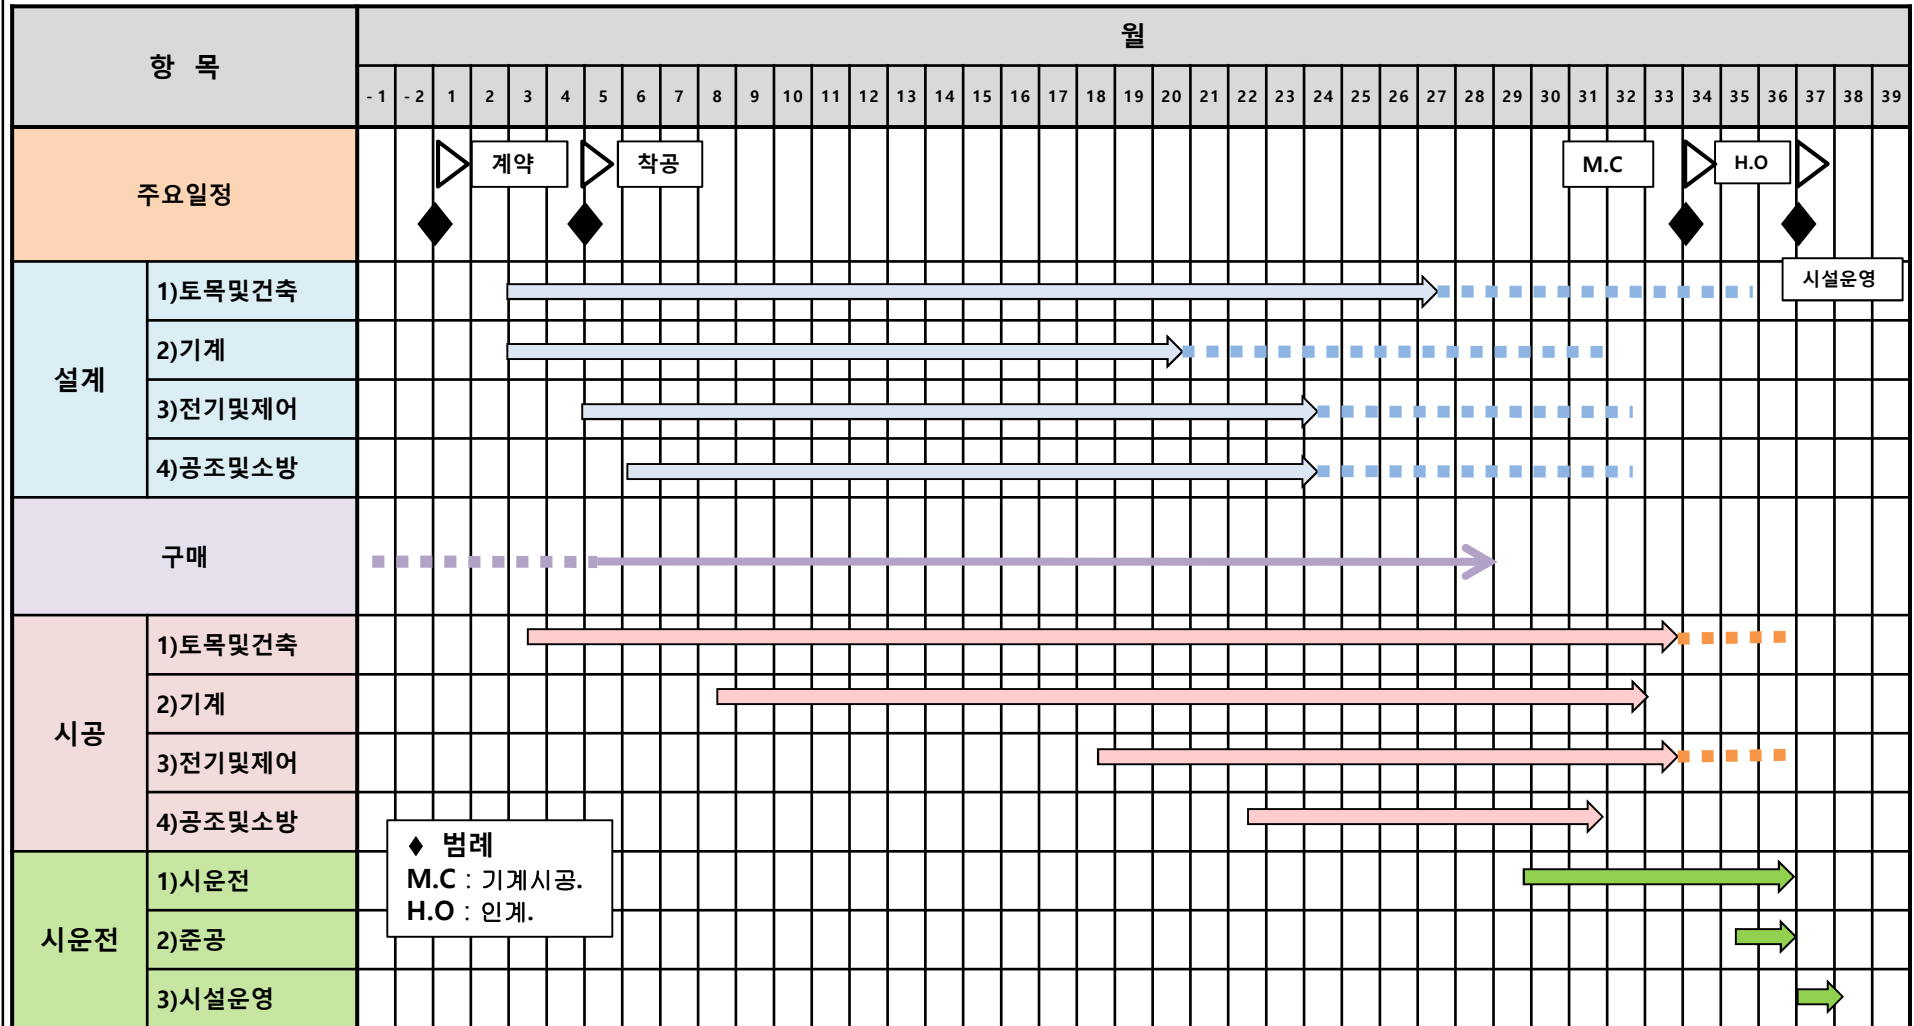 항 목
월
- 1 - 2 1 2 3 4 5 6 7 8 9 10 11 12 13 14 15 16 17 18 19 20 21 22 23 24 25 26 27 28 29 30 31 32 33 34 35 36 37 38 39
주요일정
계약
착공
M.C
H.O
시설운영
설계
1)토목및건축
2)기계
3)전기및제어
4)공조및소방
구매
시공
1)토목및건축
2)기계
3)전기및제어
4)공조및소방
♦ 범례
M.C : 기계시공.
H.O : 인계.
시운전
1)시운전
2)준공
3)시설운영